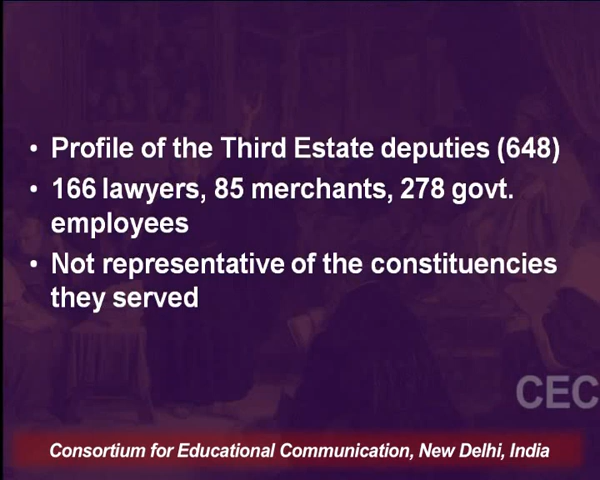 • Profile of the Third Estate deputies (648)
• 166 lawyers, 85 merchants, 278 govt.
employees
• Not representative of the constituencies
they served
CEC
Consortium for Educational Communication, New Delhi, India